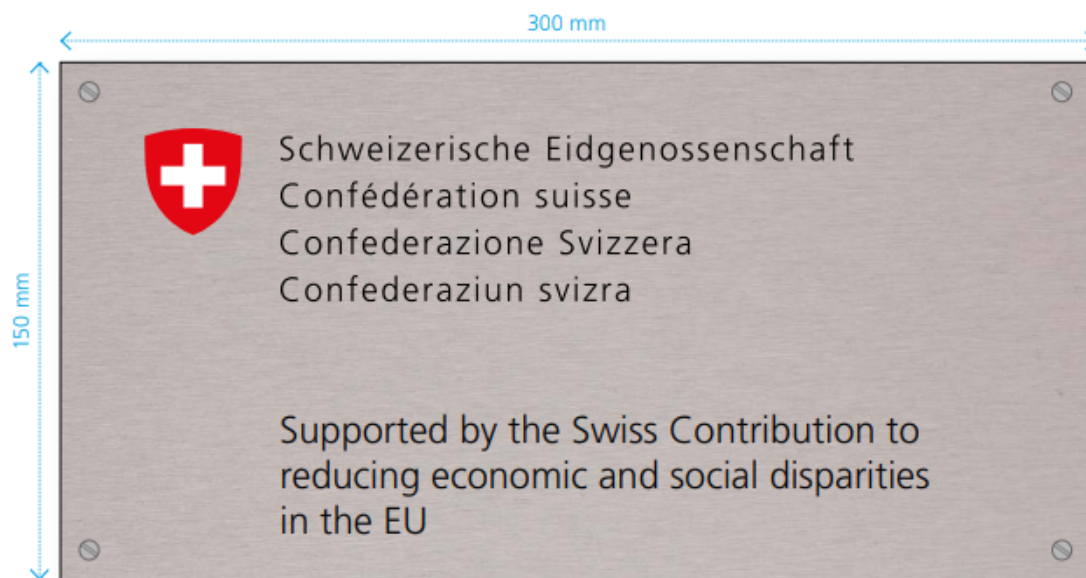 300 mm
150 mm
Schweizerische Eidgenossenschaft
Confédération suisse
Confederazione Svizzera
Confederaziun svizra
Supported by the Swiss Contribution to
reducing economic and social disparities
in the EU